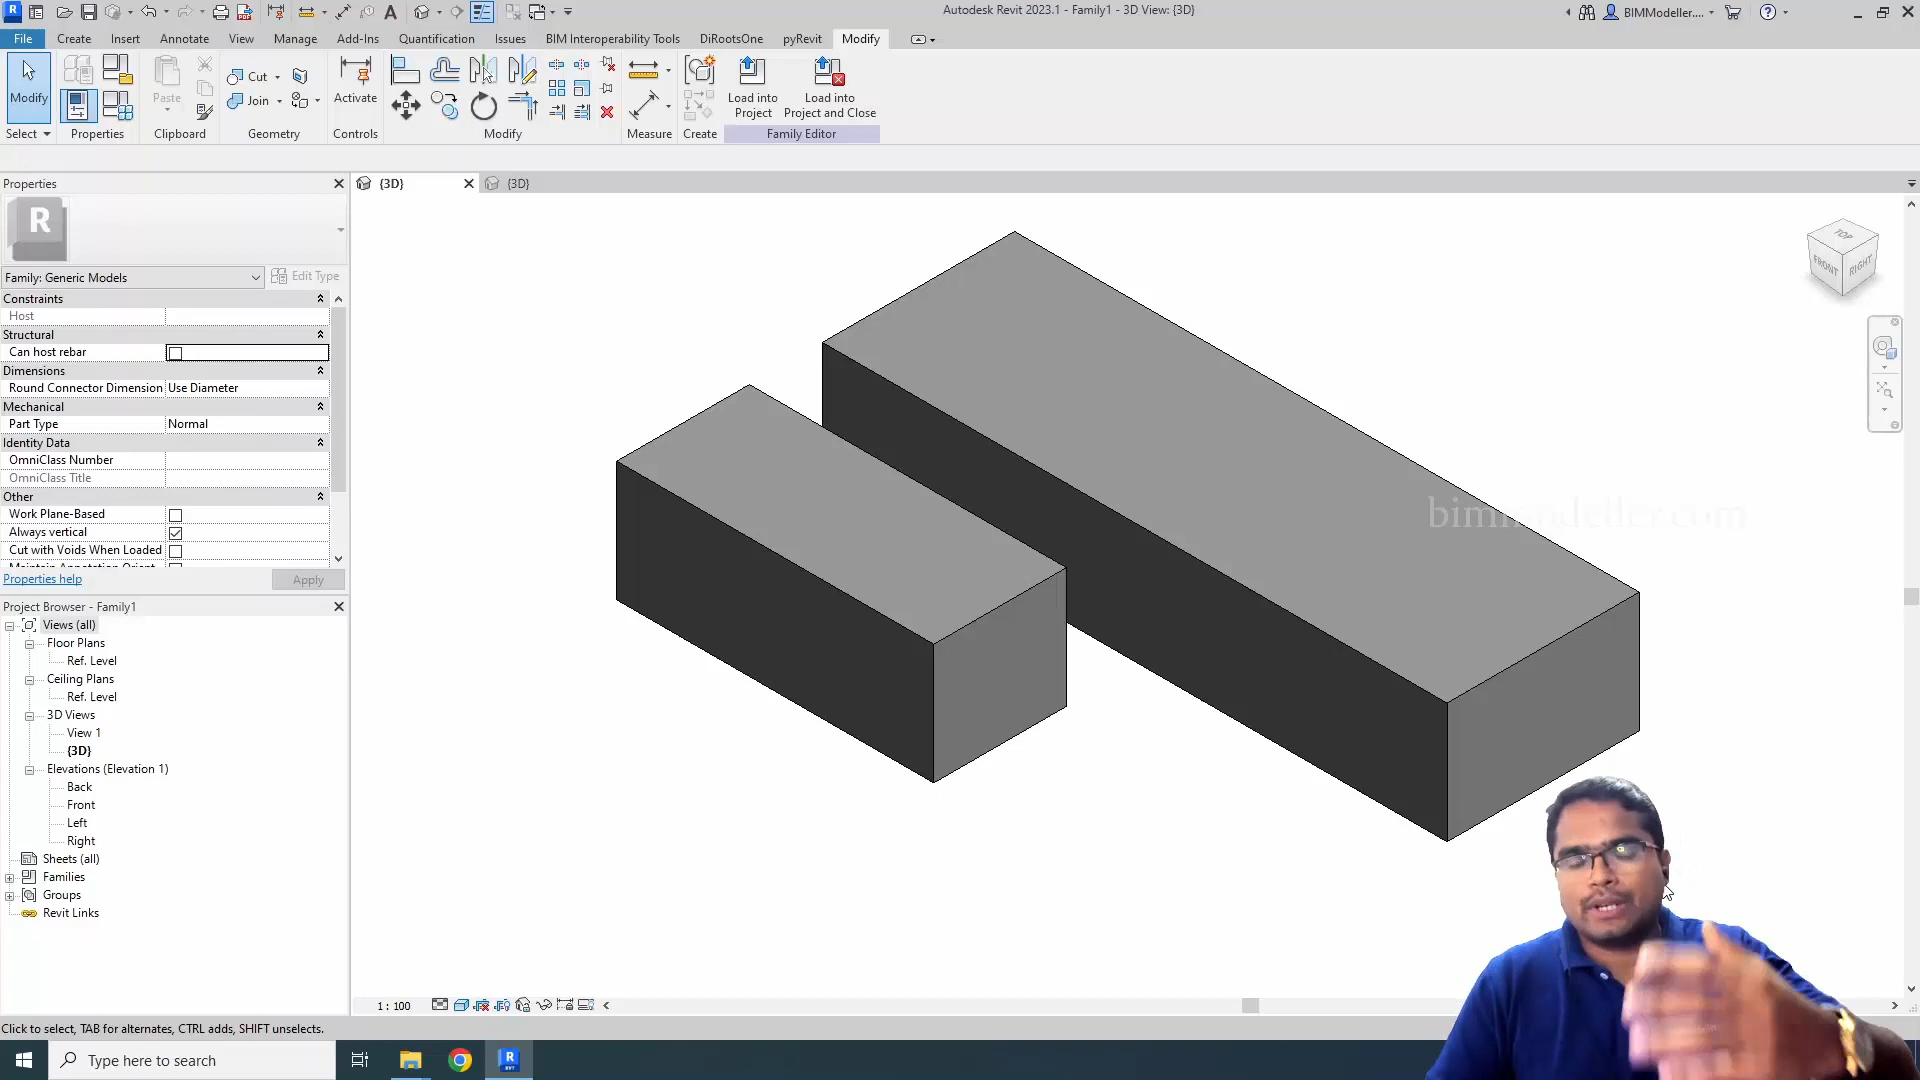 Autodesk Revit 2023.1 - Family1 - 3D View: {3D}
BIMModeller....
File Create Insert Annotate View Manage Add-Ins Quantification Issues BIM Interoperability Tools DiRootsOne pyRevit Modify
Modify
Paste
Cut
Join
Activate
Load into Project
Load into Project and Close
Select Properties Clipboard Geometry Controls Modify Measure Create Family Editor
Properties
{3D}
{3D}
R
Family: Generic Models
Edit Type
Constraints
Host
Structural
Can host rebar
Dimensions
Round Connector Dimension Use Diameter
Mechanical
Part Type Normal
Identity Data
OmniClass Number
OmniClass Title
Other
Work Plane-Based
Always vertical
Cut with Voids When Loaded
Properties help
Apply
Project Browser - Family1
Views (all)
Floor Plans
Ref. Level
Ceiling Plans
Ref. Level
3D Views
View 1
{3D}
Elevations (Elevation 1)
Back
Front
Left
Right
Sheets (all)
Families
Groups
Revit Links
TOP
FRONT
RIGHT
bimmodeller.com
1 : 100
Click to select, TAB for alternates, CTRL adds, SHIFT unselects.
Type here to search